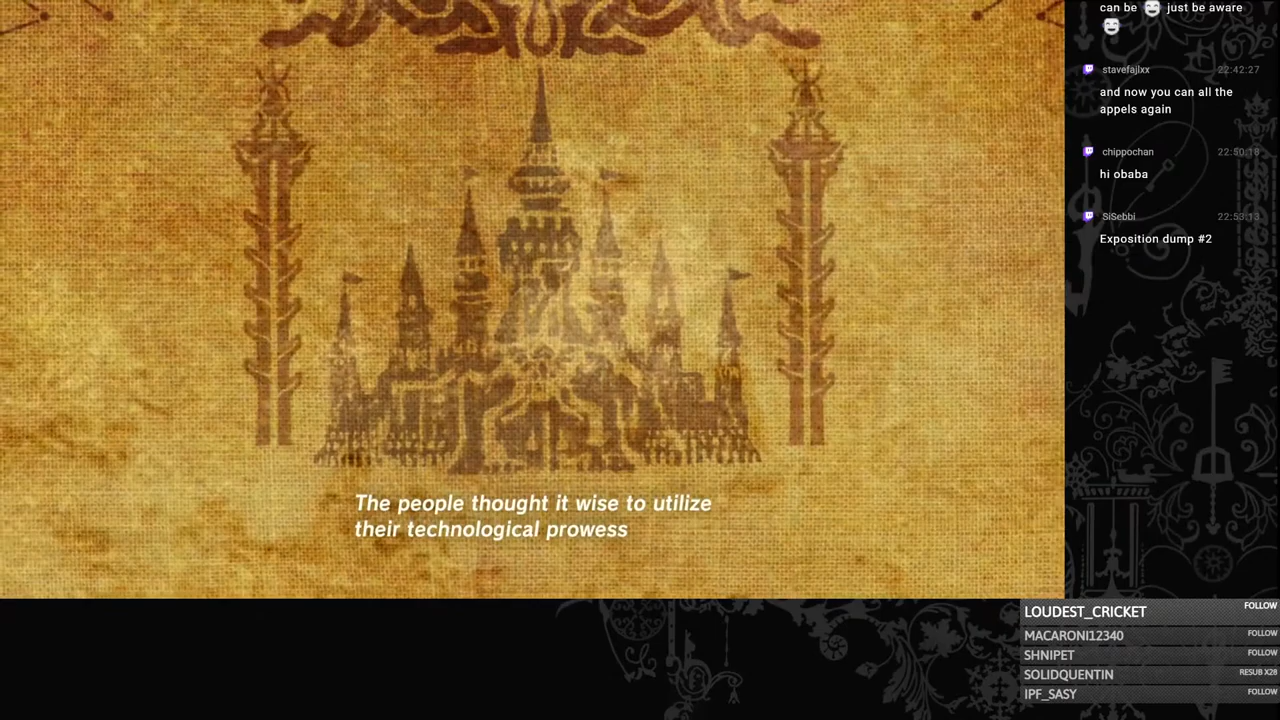 The people thought it wise to utilize
their technological prowess
can be just be aware
stavefajlxx 22:42:27
and now you can all the
appels again
chippochan 22:50:18
hi obaba
SiSebbi 22:53:13
Exposition dump #2
LOUDEST_CRICKET FOLLOW
MACARONI12340 FOLLOW
SHNIPET FOLLOW
SOLIDQUENTIN RESUB X28
IPF_SASY FOLLOW